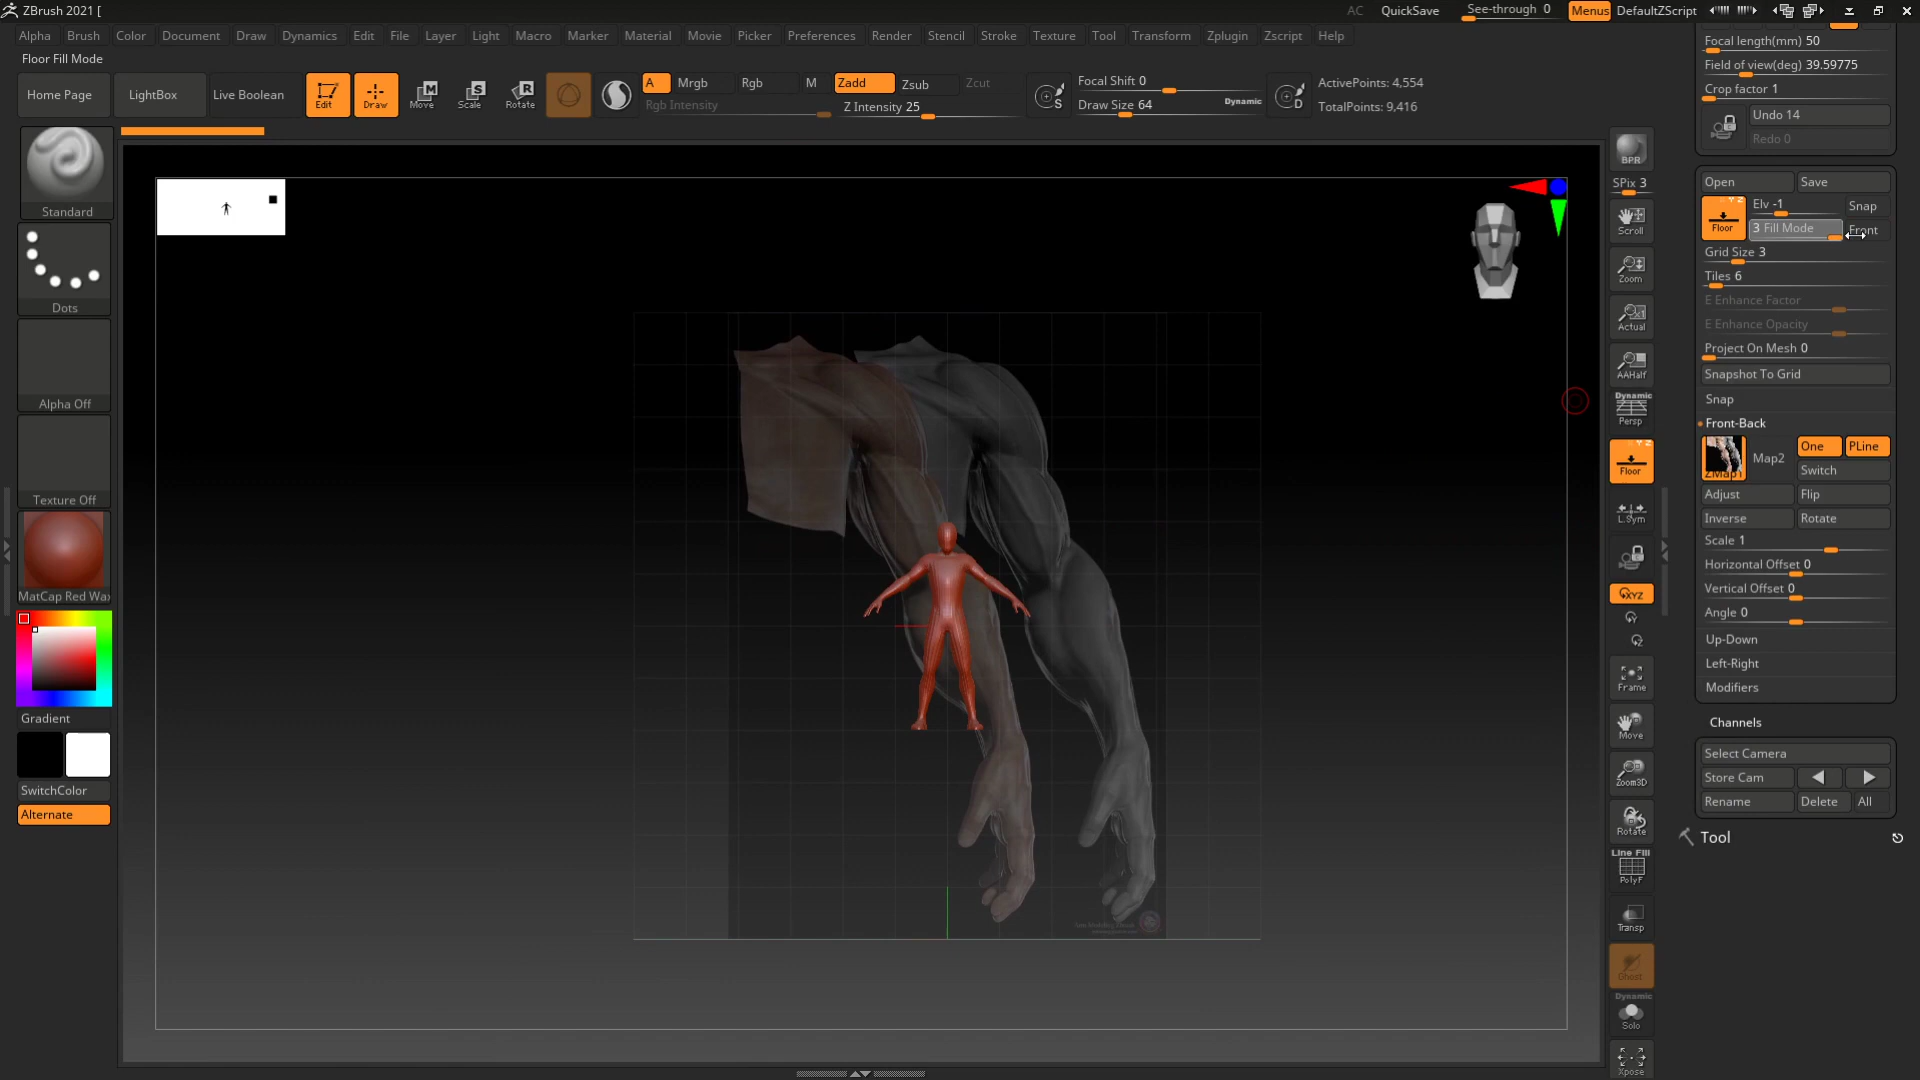 ZBrush 2021 [
AC
QuickSave
See-through 0
Menus
DefaultZScript
Alpha
Brush
Color
Document
Draw
Dynamics
Edit
File
Layer
Light
Macro
Marker
Material
Movie
Picker
Preferences
Render
Stencil
Stroke
Texture
Tool
Transform
Zplugin
Zscript
Help
Floor Fill Mode
Home Page
LightBox
Live Boolean
Edit
Draw
Move
Scale
Rotate
A
Mrgb
Rgb
M
Zadd
Zsub
Zcut
Rgb Intensity
Z Intensity 25
Focal Shift 0
Draw Size 64
Dynamic
ActivePoints: 4,554
TotalPoints: 9,416
Standard
Dots
Alpha Off
Texture Off
MatCap Red Wax
Gradient
SwitchColor
Alternate
BPR
SPix 3
Scroll
Zoom
Actual
AAHalf
Dynamic
Persp
Floor
L.Sym
XYZ
Frame
Move
Zoom3D
Rotate
Line Fill
PolyF
Transp
Ghost
Dynamic
Solo
Xpose
Focal length(mm) 50
Field of view(deg) 39.59775
Crop factor 1
Undo 14
Redo 0
Open
Save
Floor
Elv -1
Snap
3 Fill Mode
Front
Grid Size 3
Tiles 6
E Enhance Factor
E Enhance Opacity
Project On Mesh 0
Snapshot To Grid
Snap
Front-Back
Map2
One
PLine
Switch
Adjust
Flip
Inverse
Rotate
Scale 1
Horizontal Offset 0
Vertical Offset 0
Angle 0
Up-Down
Left-Right
Modifiers
Channels
Select Camera
Store Cam
Rename
Delete
All
Tool